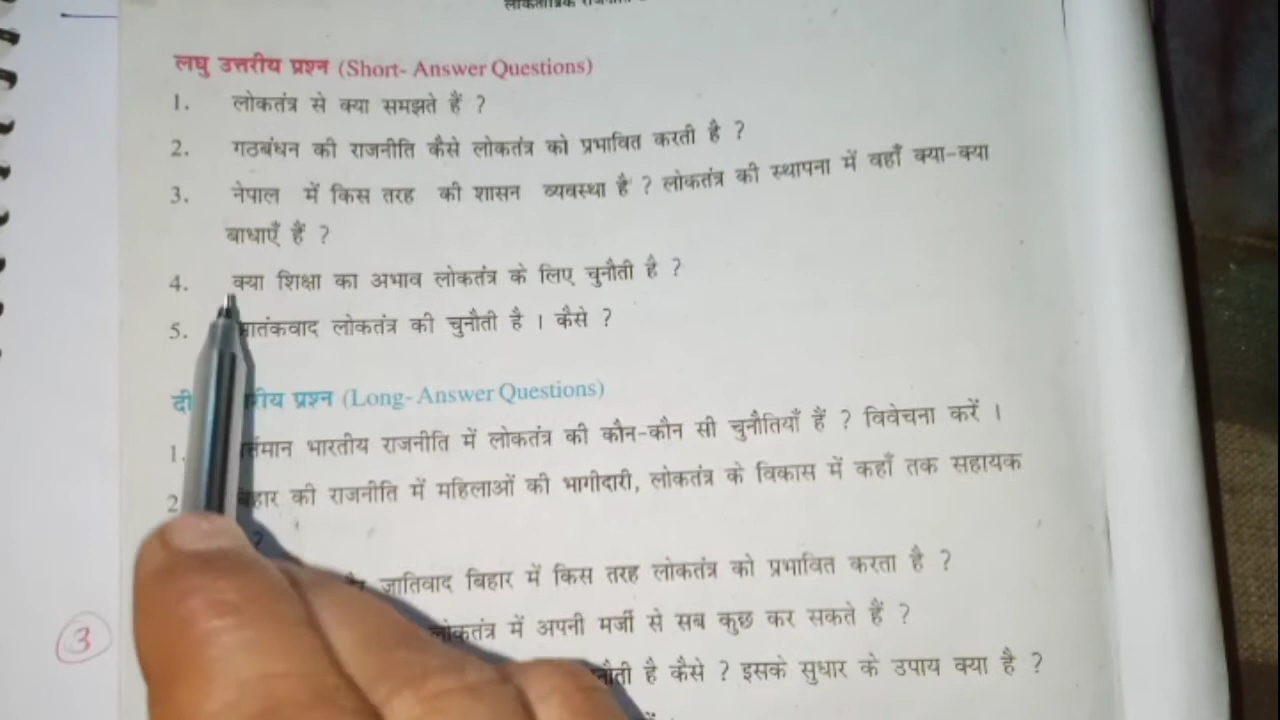 लघु उत्तरीय प्रश्न (Short- Answer Questions)
1. लोकतंत्र से क्या समझते हैं ?
2. गठबंधन की राजनीति कैसे लोकतंत्र को प्रभावित करती है ?
3. नेपाल में किस तरह की शासन व्यवस्था है ? लोकतंत्र की स्थापना में वहाँ क्या-क्या
बाधाएँ हैं ?
4. क्या शिक्षा का अभाव लोकतंत्र के लिए चुनौती है ?
5. लोकतंत्र की चुनौती है । कैसे ?
प्रश्न (Long- Answer Questions)
1. भारतीय राजनीति में लोकतंत्र की कौन-कौन सी चुनौतियाँ हैं ? विवेचना करें ।
2 की राजनीति में महिलाओं की भागीदारी, लोकतंत्र के विकास में कहाँ तक सहायक
?
जातिवाद बिहार में किस तरह लोकतंत्र को प्रभावित करता है ?
लोकतंत्र में अपनी मर्जी से सब कुछ कर सकते हैं ?
3
है कैसे ? इसके सुधार के उपाय क्या है ?